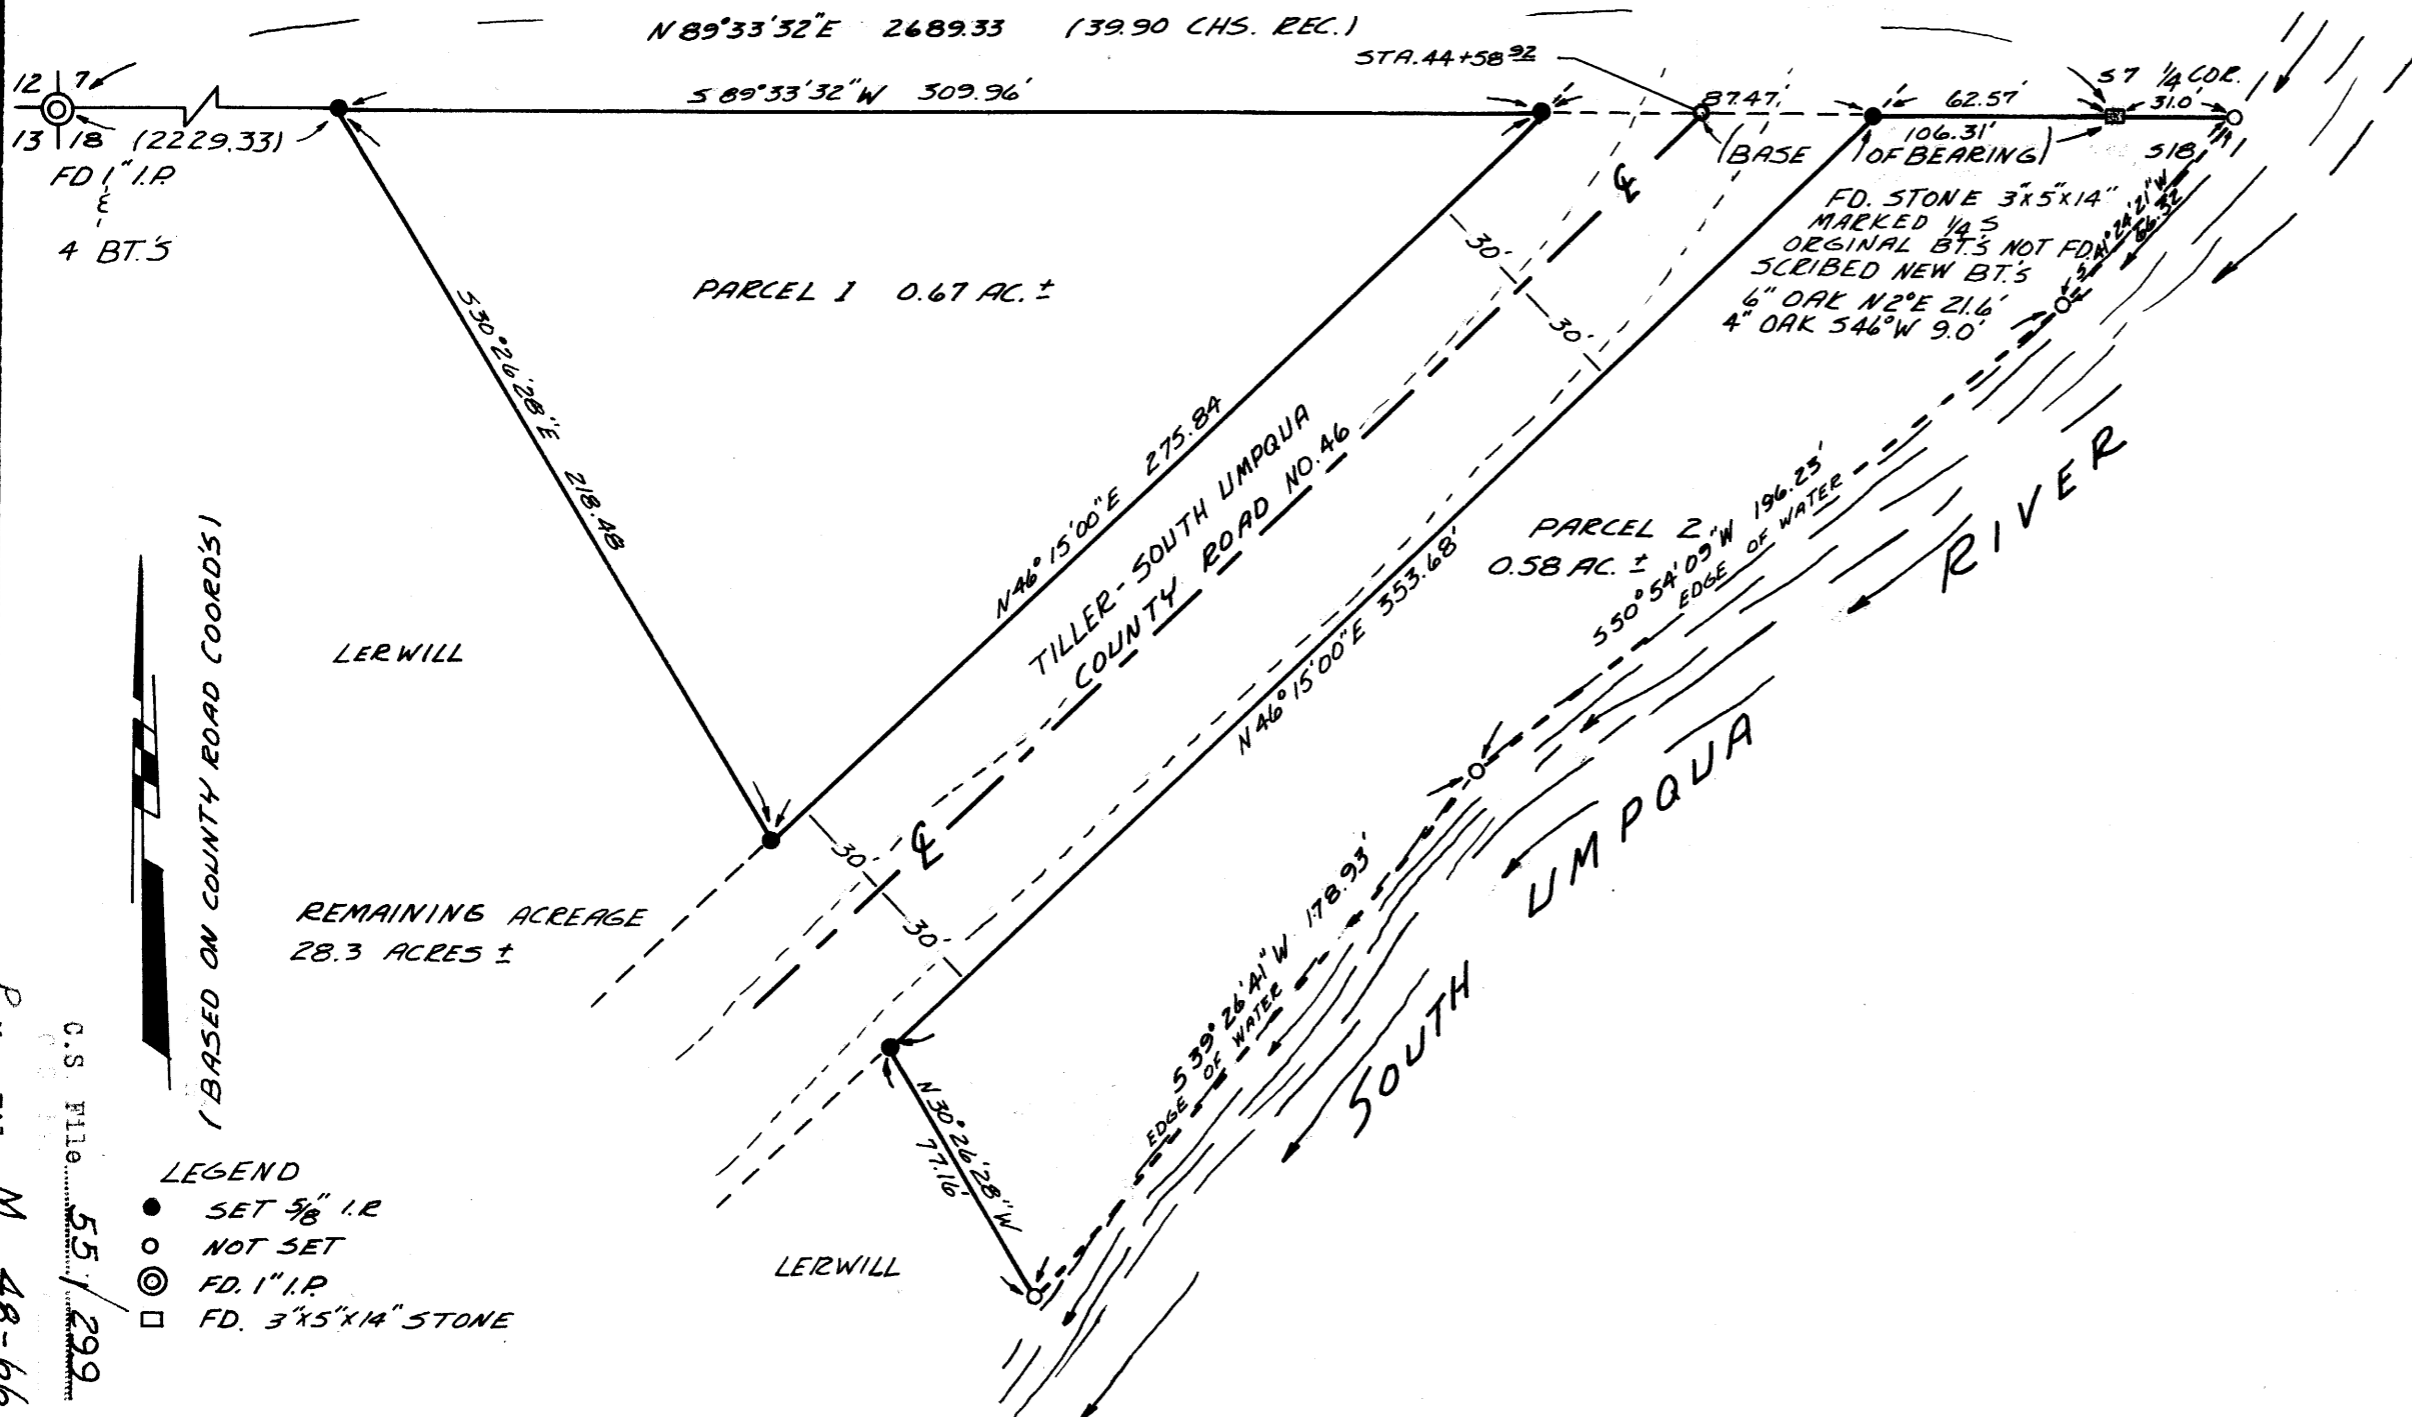 N 89°33'32"E 2689.33 (39.90 CHS. REC.)
STA. 44+58.92
12 7
13 18 (2229.33)
FD 1" I.P.
&
4 BT.'S
S 89°33'32"W 309.96'
87.47'
62.57'
S7 1/4 COR.
31.0'
106.31'
(BASE OF BEARING)
S18
FD. STONE 3"x5"x14"
MARKED 1/4 S
ORGINAL BT.'S NOT FD.
SCRIBED NEW BT.'S
6" OAK N2°E 21.6'
4" OAK S46°W 9.0'
24'21"W
66.32
PARCEL 1 0.67 AC. ±
S30°26'28"E 218.48
N46°15'00"E 275.84
30'
30'
℄
TILLER-SOUTH UMPQUA
COUNTY ROAD NO. 46
N46°15'00"E 353.68'
PARCEL 2
0.58 AC. ±
S50°54'09"W 196.23'
EDGE OF WATER
SOUTH UMPQUA RIVER
LERWILL
(BASED ON COUNTY ROAD COORD'S)
30'
30'
℄
REMAINING ACREAGE
28.3 ACRES ±
S39°26'41"W 178.93'
EDGE OF WATER
N30°26'28"W
77.16'
LERWILL
LEGEND
SET 5/8" I.R
NOT SET
FD. 1" I.P.
FD. 3"x5"x14" STONE
C.S. File 55/299
M 48-66